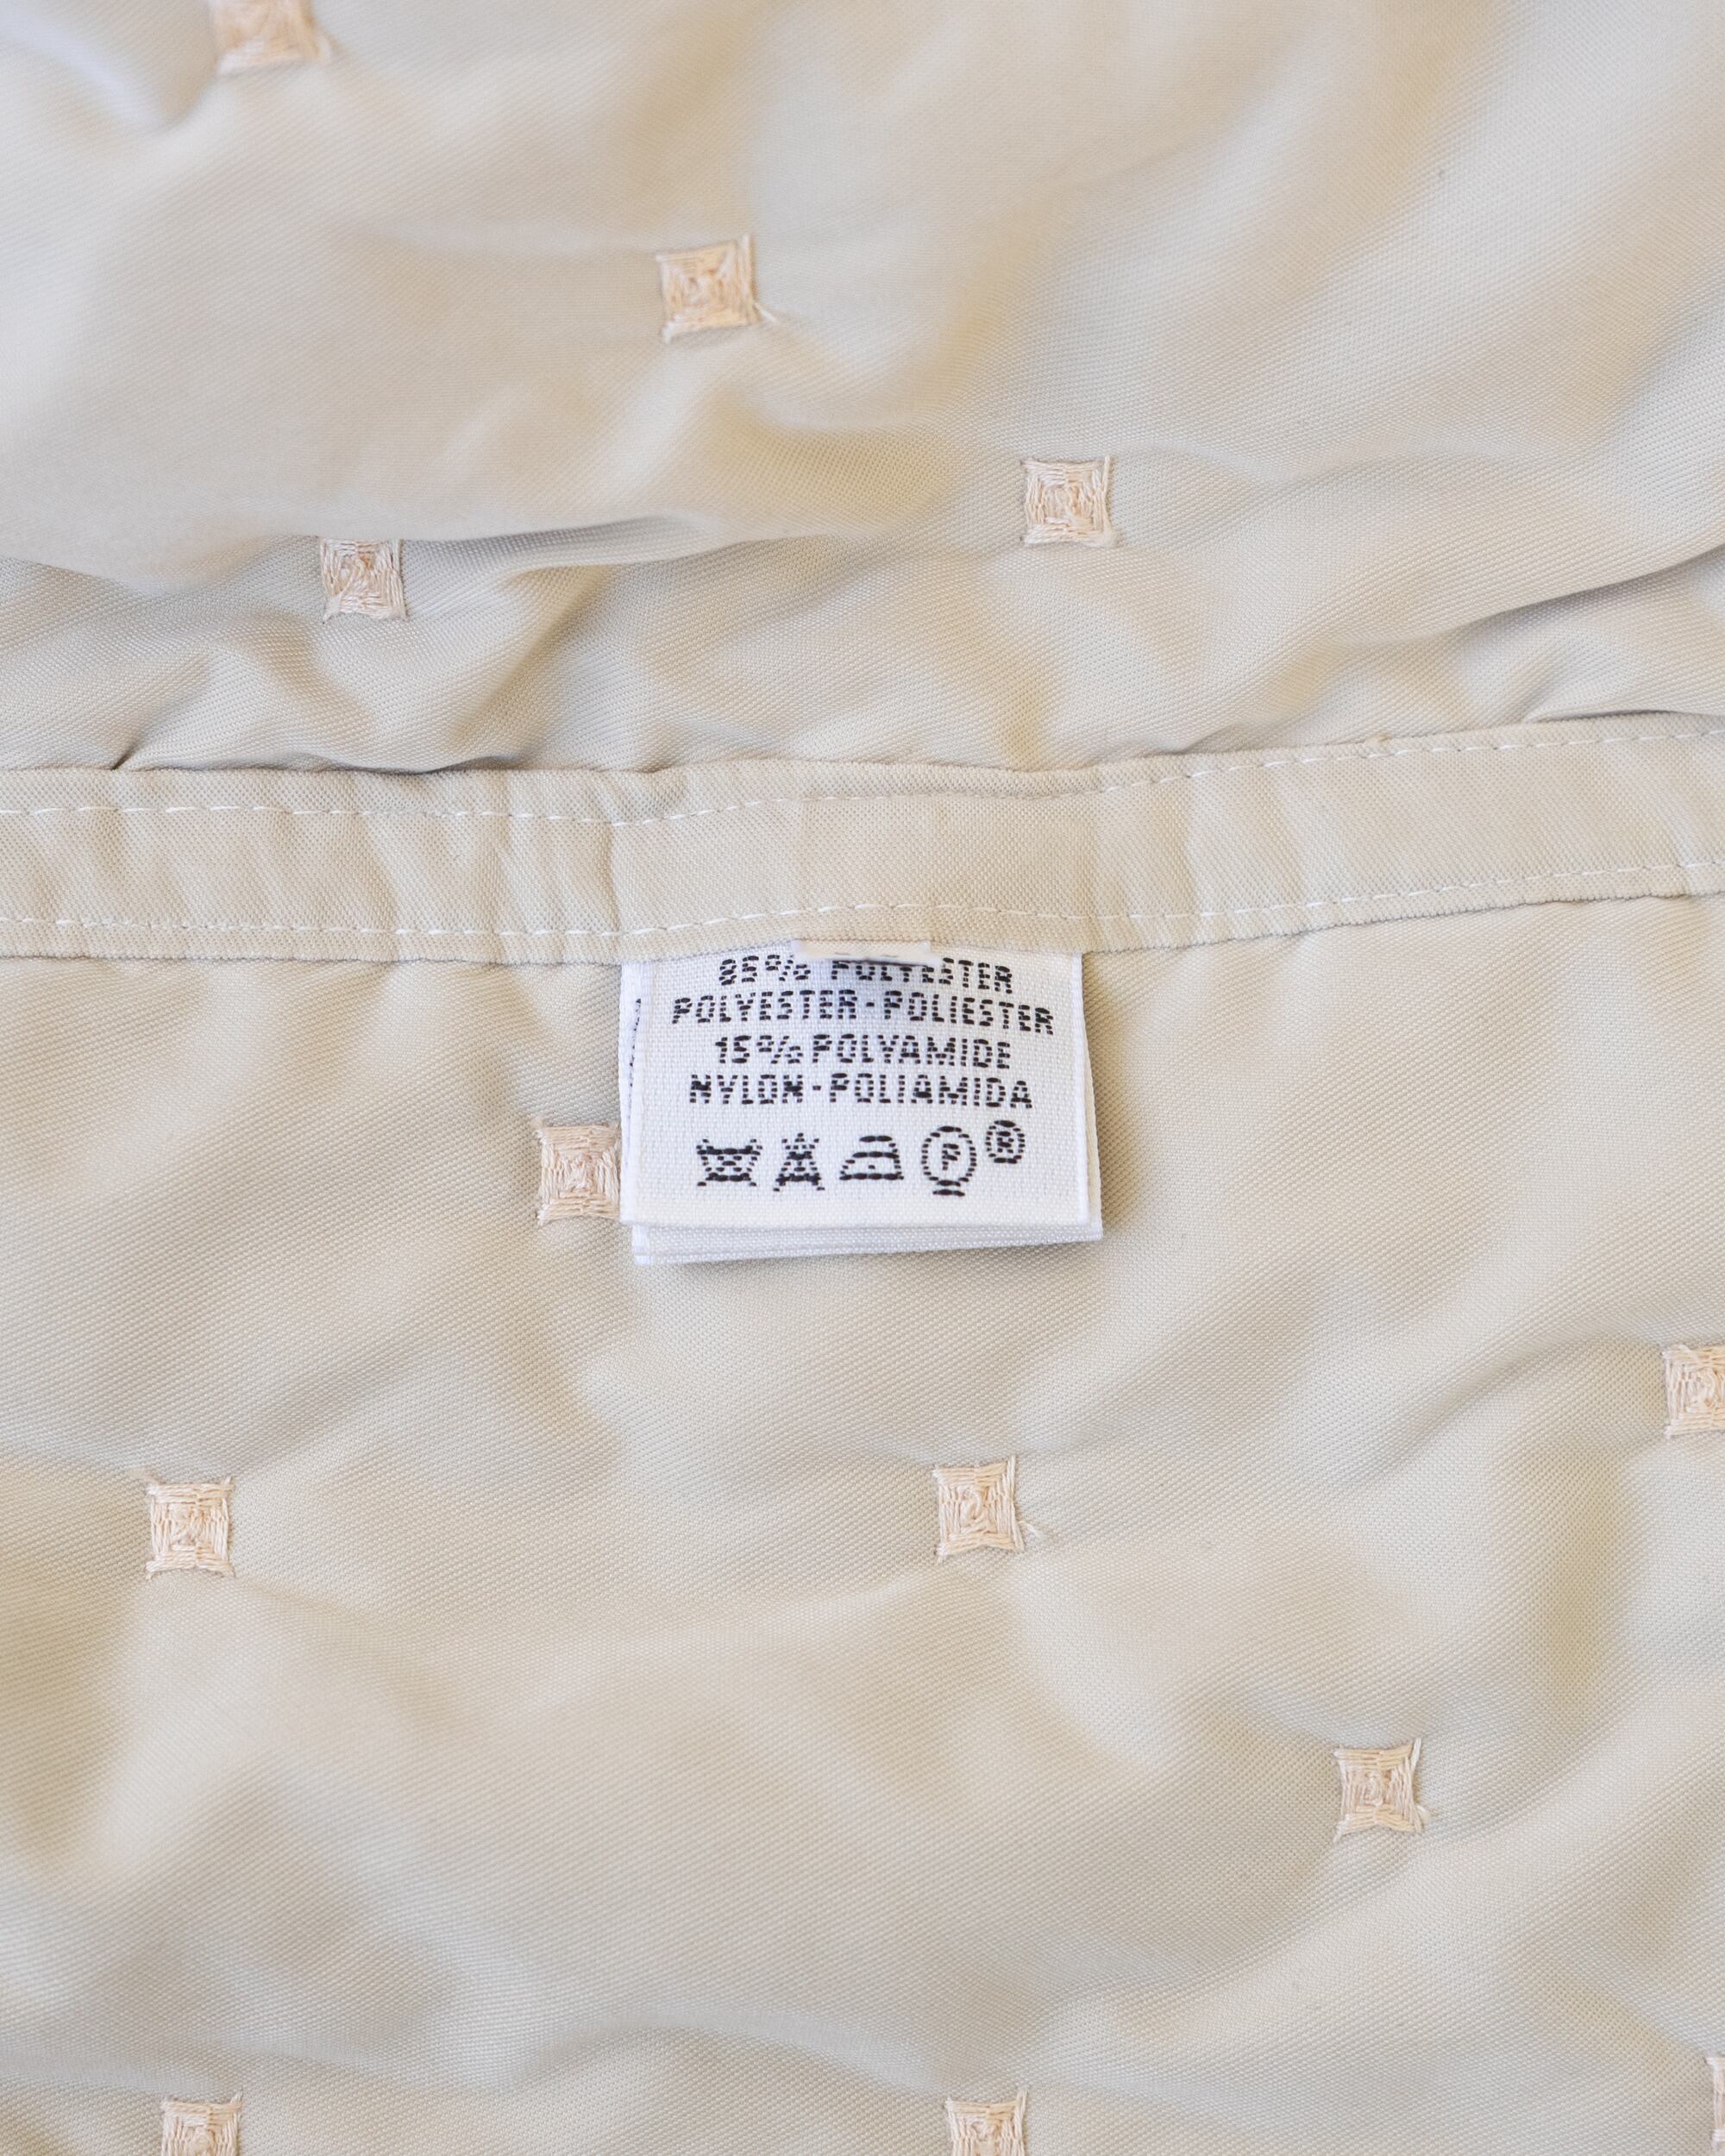 85% POLYESTER
POLYESTER-POLIESTER
15% POLYAMIDE
NYLON-POLIAMIDA
P ®